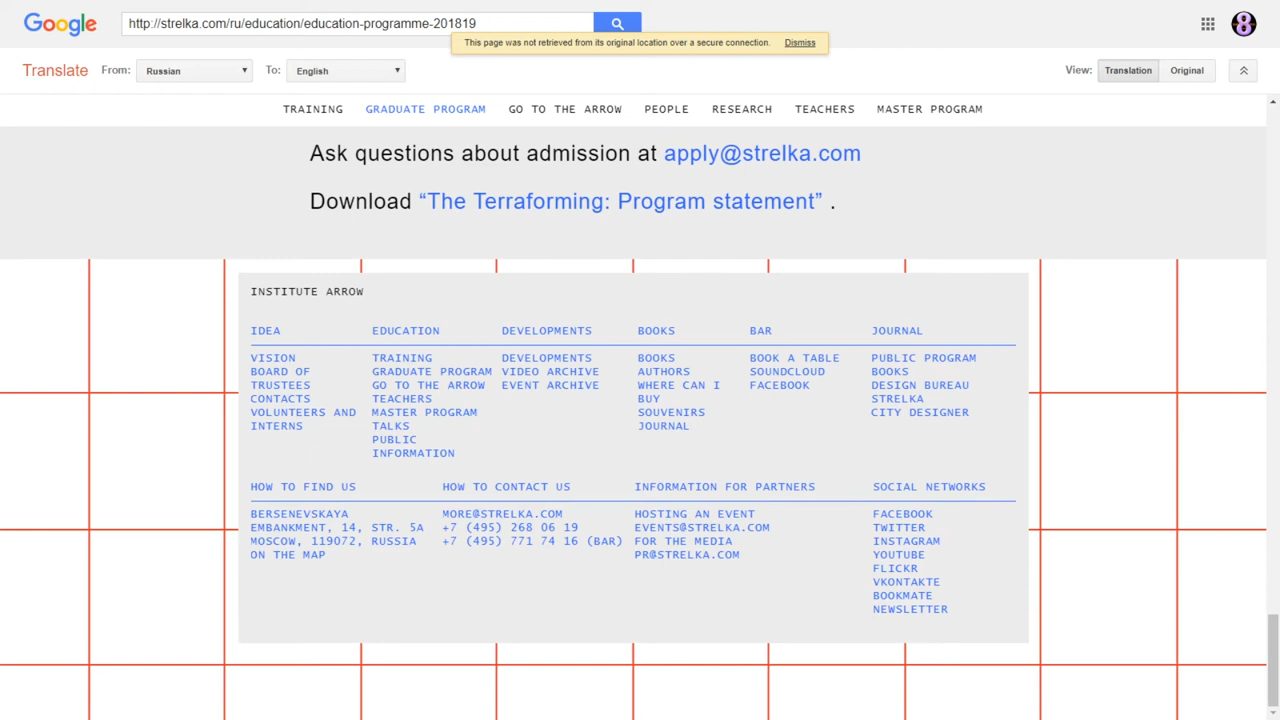 Google
http://strelka.com/ru/education/education-programme-201819
8
This page was not retrieved from its original location over a secure connection. Dismiss
Translate From: Russian To: English View: Translation Original
TRAINING GRADUATE PROGRAM GO TO THE ARROW PEOPLE RESEARCH TEACHERS MASTER PROGRAM
Ask questions about admission at apply@strelka.com
Download “The Terraforming: Program statement” .
INSTITUTE ARROW
IDEA
VISION
BOARD OF
TRUSTEES
CONTACTS
VOLUNTEERS AND
INTERNS
EDUCATION
TRAINING
GRADUATE PROGRAM
GO TO THE ARROW
TEACHERS
MASTER PROGRAM
TALKS
PUBLIC
INFORMATION
DEVELOPMENTS
DEVELOPMENTS
VIDEO ARCHIVE
EVENT ARCHIVE
BOOKS
BOOKS
AUTHORS
WHERE CAN I
BUY
SOUVENIRS
JOURNAL
BAR
BOOK A TABLE
SOUNDCLOUD
FACEBOOK
JOURNAL
PUBLIC PROGRAM
BOOKS
DESIGN BUREAU
STRELKA
CITY DESIGNER
HOW TO FIND US
BERSENEVSKAYA
EMBANKMENT, 14, STR. 5A
MOSCOW, 119072, RUSSIA
ON THE MAP
HOW TO CONTACT US
MORE@STRELKA.COM
+7 (495) 268 06 19
+7 (495) 771 74 16 (BAR)
INFORMATION FOR PARTNERS
HOSTING AN EVENT
EVENTS@STRELKA.COM
FOR THE MEDIA
PR@STRELKA.COM
SOCIAL NETWORKS
FACEBOOK
TWITTER
INSTAGRAM
YOUTUBE
FLICKR
VKONTAKTE
BOOKMATE
NEWSLETTER